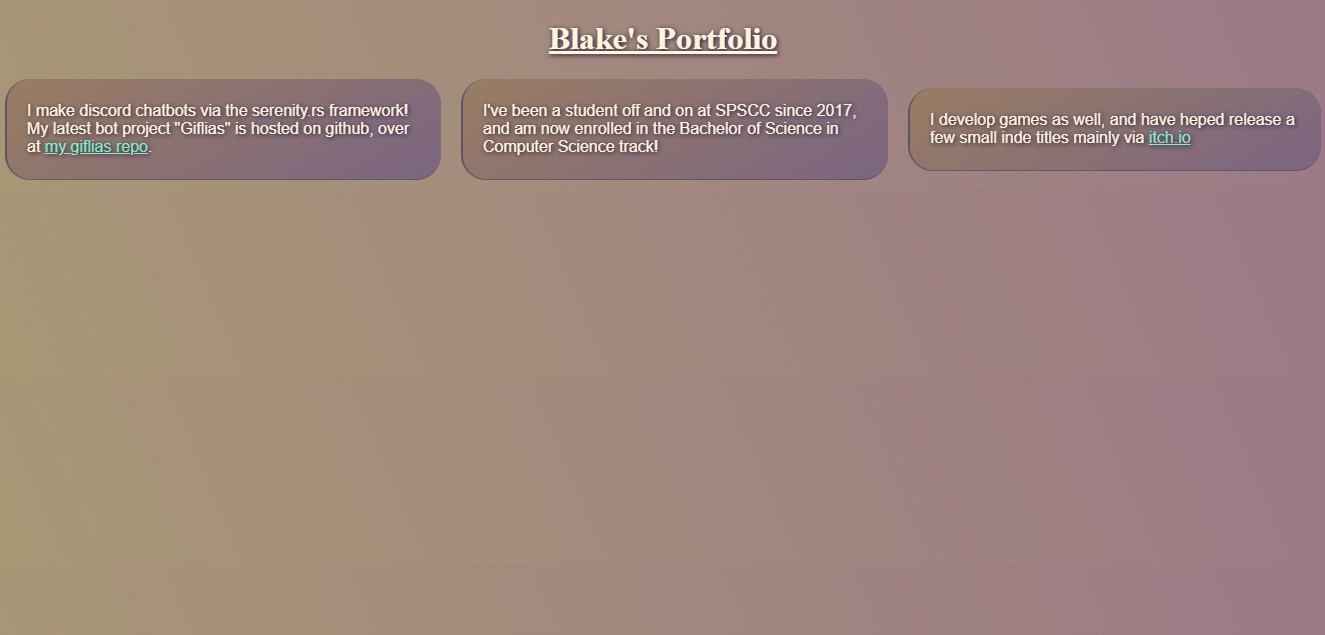 Blake's Portfolio
I make discord chatbots via the serenity.rs framework!
My latest bot project "Giflias" is hosted on github, over
at my giflias repo.
I've been a student off and on at SPSCC since 2017,
and am now enrolled in the Bachelor of Science in
Computer Science track!
I develop games as well, and have heped release a
few small inde titles mainly via itch.io